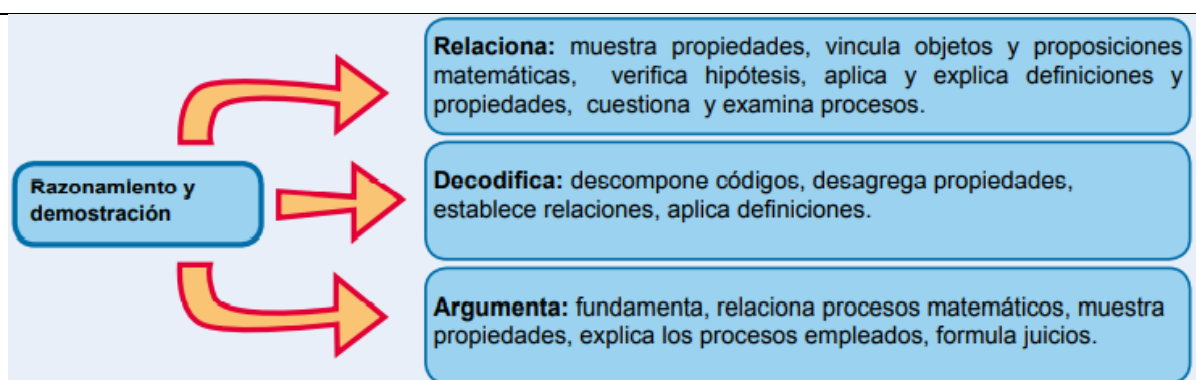 Relaciona: muestra propiedades, vincula objetos y proposiciones
matemáticas, verifica hipótesis, aplica y explica definiciones y
propiedades, cuestiona y examina procesos.
Razonamiento y
demostración
Decodifica: descompone códigos, desagrega propiedades,
establece relaciones, aplica definiciones.
Argumenta: fundamenta, relaciona procesos matemáticos, muestra
propiedades, explica los procesos empleados, formula juicios.